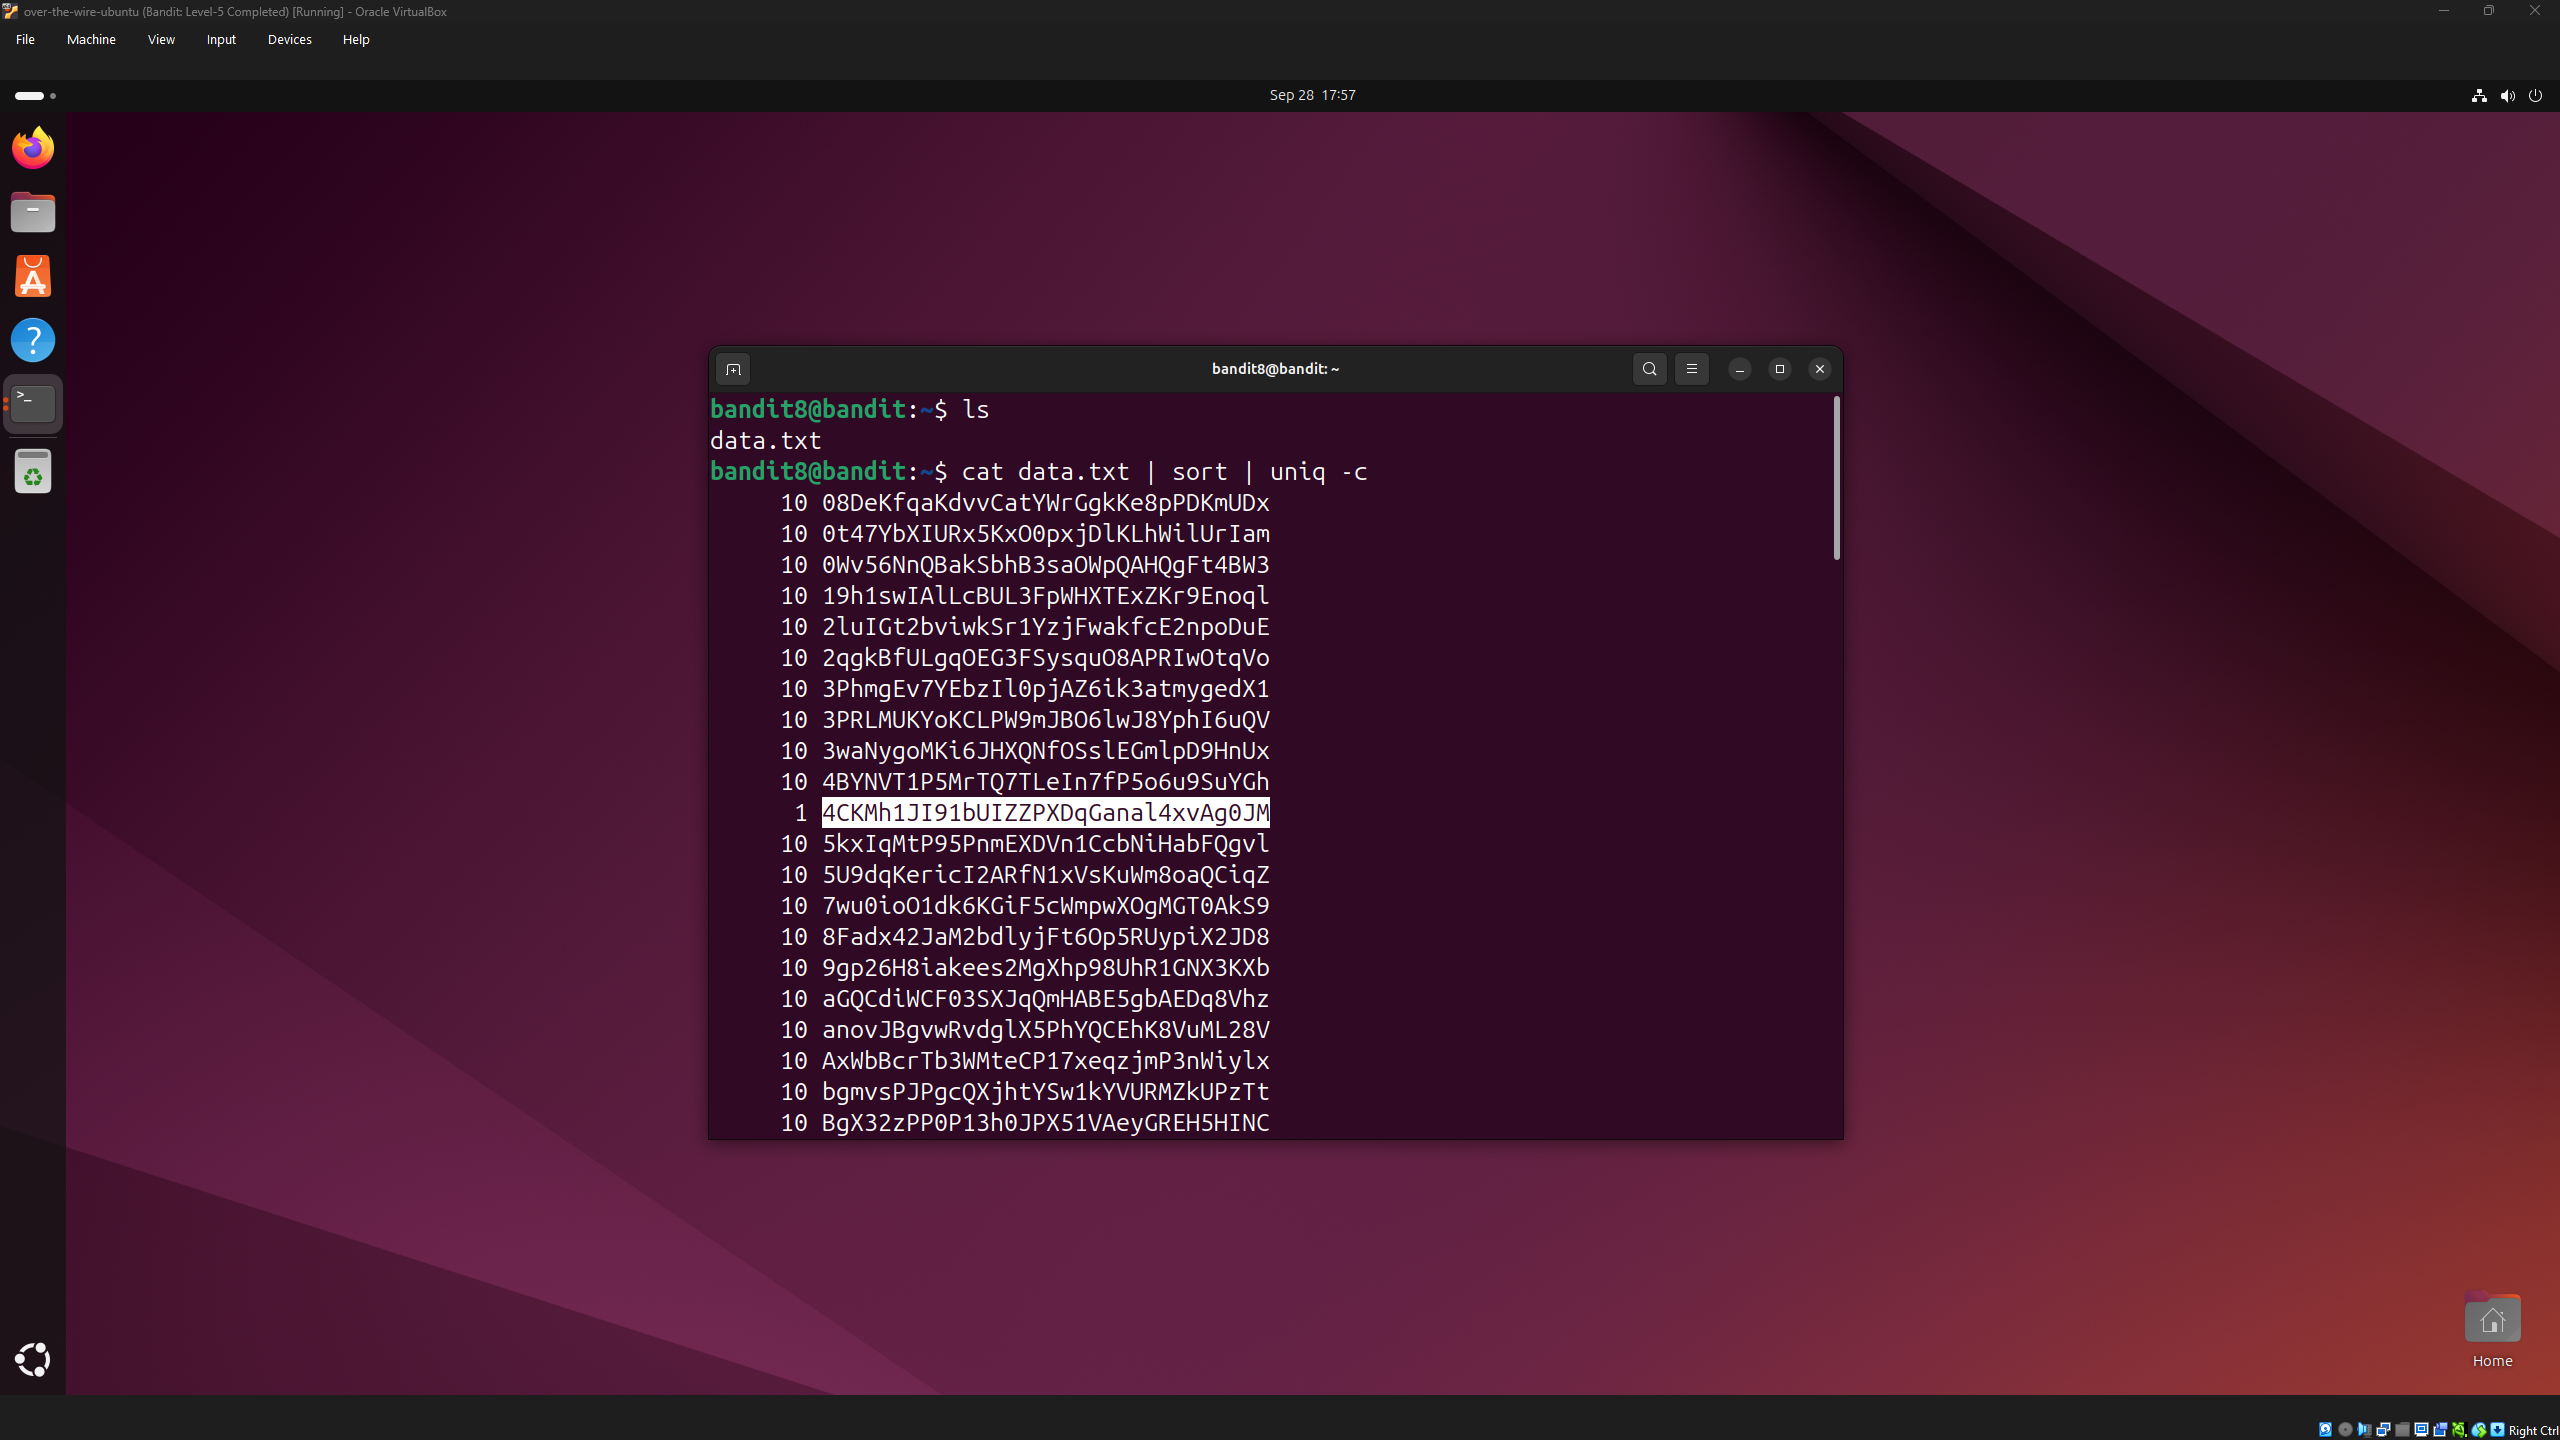 over-the-wire-ubuntu (Bandit: Level-5 Completed) [Running] - Oracle VirtualBox
File Machine View Input Devices Help
Sep 28 17:57
bandit8@bandit: ~
bandit8@bandit:~$ ls
data.txt
bandit8@bandit:~$ cat data.txt | sort | uniq -c
10 08DeKfqaKdvvCatYWrGgkKe8pPDKmUDx
10 0t47YbXIURx5KxO0pxjDlKLhWilUrIam
10 0Wv56NnQBakSbhB3saOWpQAHQgFt4BW3
10 19h1swIAlLcBUL3FpWHXTExZKr9Enoql
10 2luIGt2bviwkSr1YzjFwakfcE2npoDuE
10 2qgkBfULgqOEG3FSysquO8APRIwOtqVo
10 3PhmgEv7YEbzIl0pjAZ6ik3atmygedX1
10 3PRLMUKYoKCLPW9mJBO6lwJ8YphI6uQV
10 3waNygoMKi6JHXQNfOSslEGmlpD9HnUx
10 4BYNVT1P5MrTQ7TLeIn7fP5o6u9SuYGh
1 4CKMh1JI91bUIZZPXDqGanal4xvAg0JM
10 5kxIqMtP95PnmEXDVn1CcbNiHabFQgvl
10 5U9dqKericI2ARfN1xVsKuWm8oaQCiqZ
10 7wu0ioO1dk6KGiF5cWmpwXOgMGT0AkS9
10 8Fadx42JaM2bdlyjFt6Op5RUypiX2JD8
10 9gp26H8iakees2MgXhp98UhR1GNX3KXb
10 aGQCdiWCF03SXJqQmHABE5gbAEDq8Vhz
10 anovJBgvwRvdglX5PhYQCEhK8VuML28V
10 AxWbBcrTb3WMteCP17xeqzjmP3nWiylx
10 bgmvsPJPgcQXjhtYSw1kYVURMZkUPzTt
10 BgX32zPP0P13h0JPX51VAeyGREH5HINC
Home
Right Ctrl